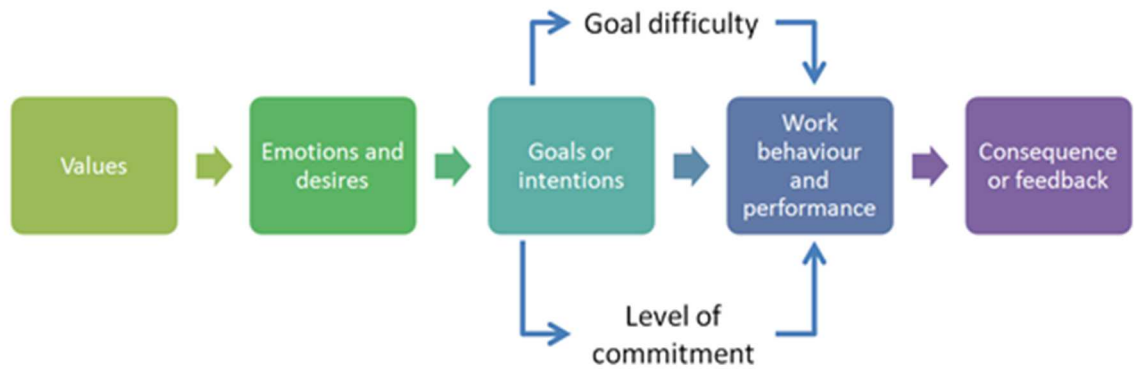 Goal difficulty
Values
Emotions and
desires
Goals or
intentions
Work
behaviour
and
performance
Consequence
or feedback
Level of
commitment